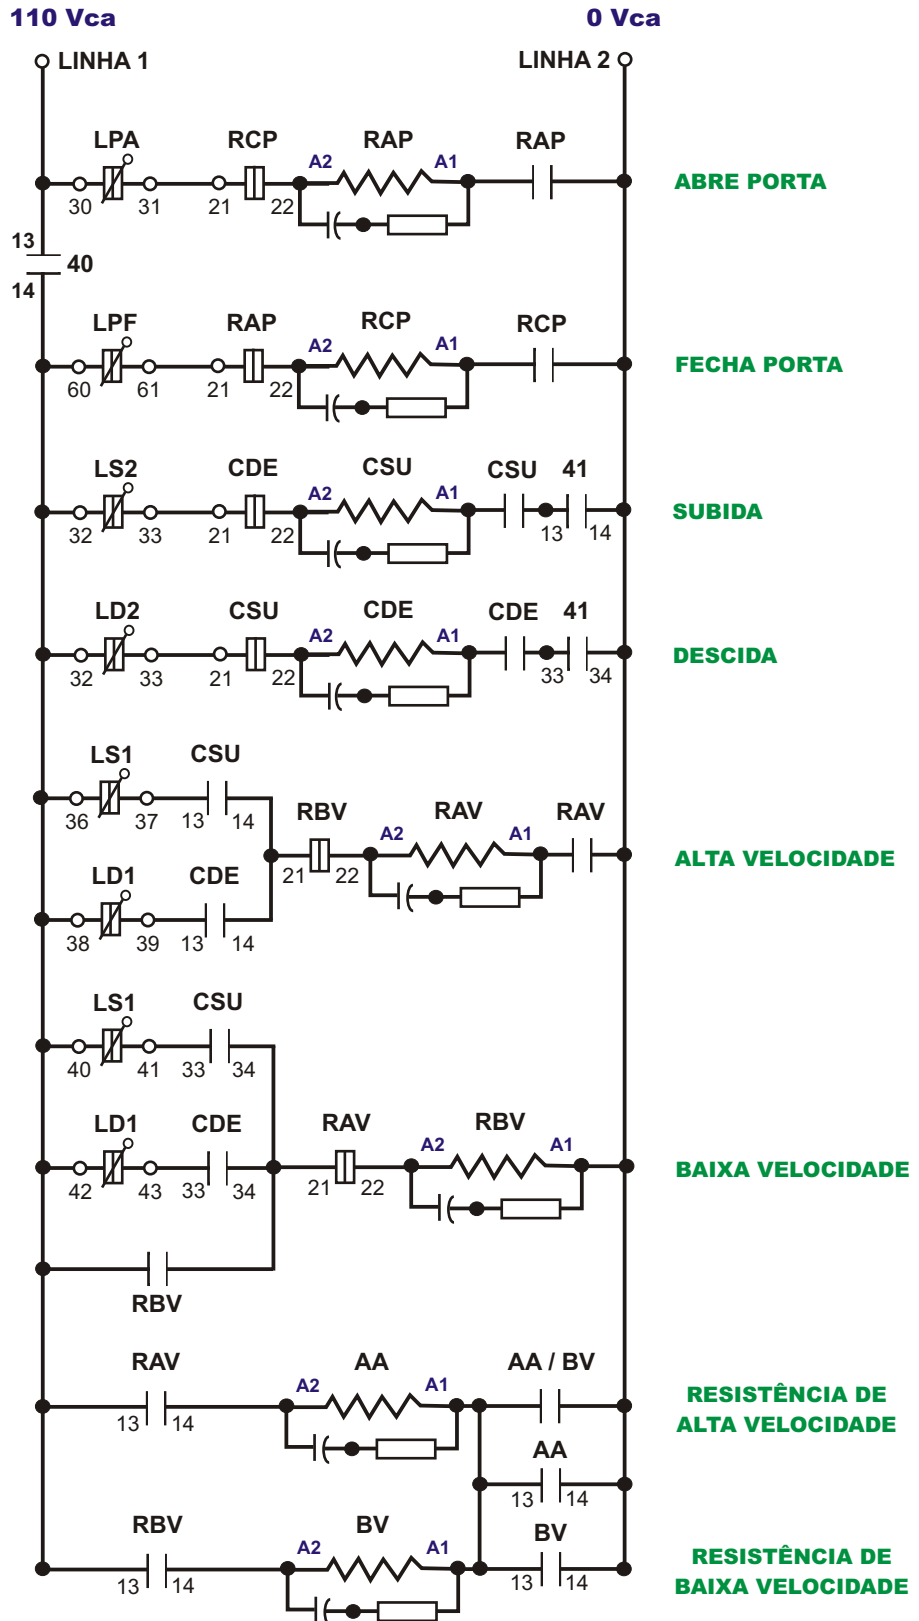 110 Vca 0 Vca
LINHA 1 LINHA 2
LPA RCP RAP RAP
A2 A1
ABRE PORTA
30 31 21 22
13
40
14
LPF RAP RCP RCP
A2 A1
FECHA PORTA
60 61 21 22
LS2 CDE CSU CSU 41
A2 A1
SUBIDA
32 33 21 22 13 14
LD2 CSU CDE CDE 41
A2 A1
DESCIDA
32 33 21 22 33 34
LS1 CSU
36 37 13 14
RBV RAV RAV
A2 A1
ALTA VELOCIDADE
21 22
LD1 CDE
38 39 13 14
LS1 CSU
40 41 33 34
LD1 CDE RAV RBV
A2 A1
BAIXA VELOCIDADE
42 43 33 34 21 22
RBV
RAV AA AA / BV
A2 A1
RESISTÊNCIA DE
ALTA VELOCIDADE
13 14
AA
13 14
RBV BV BV
A2 A1
RESISTÊNCIA DE
BAIXA VELOCIDADE
13 14 13 14